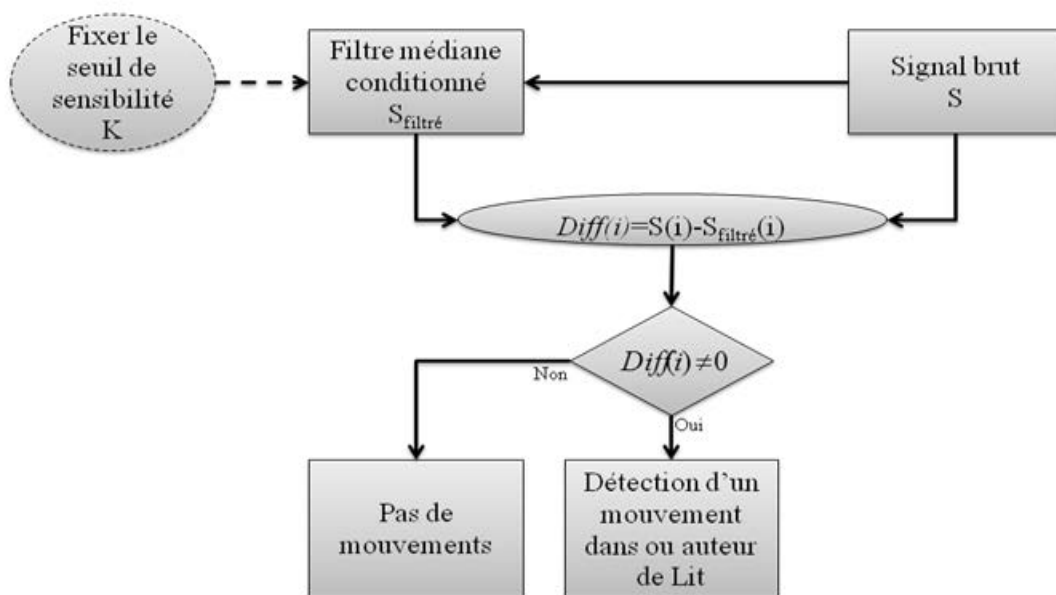 Fixer le
seuil de
sensibilité
K
Filtre médiane
conditionné
Sfiltré
Signal brut
S
Diff(i)=S(i)-Sfiltré(i)
Diff(i)≠0
Non
Oui
Pas de
mouvements
Détection d’un
mouvement
dans ou auteur
de Lit